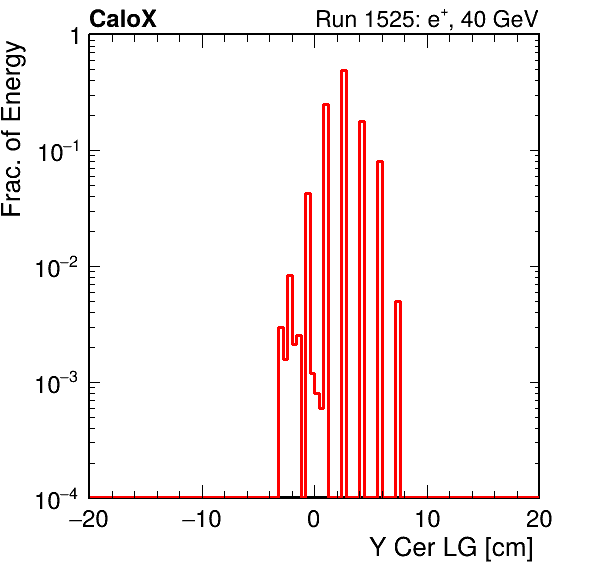 CaloX Run 1525: e⁺, 40 GeV
Frac. of Energy
1
10⁻¹
10⁻²
10⁻³
10⁻⁴
−20 −10 0 10 20
Y Cer LG [cm]